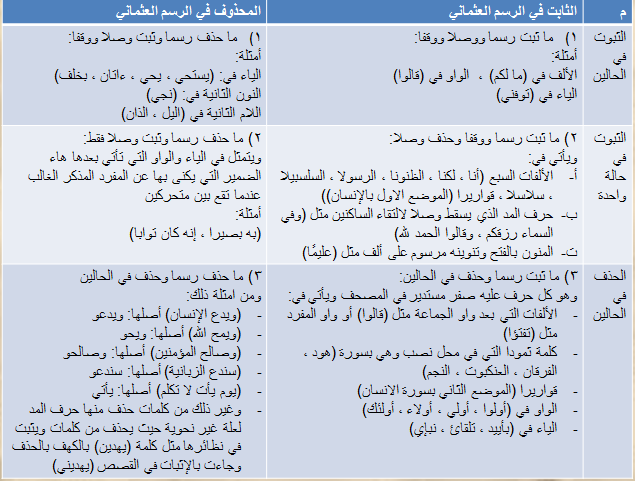 م
الثابت في الرسم العثماني
المحذوف في الرسم العثماني
الثبوت
في
الحالين
١) ما ثبت رسما ووصلا ووقفا:
أمثلة:
الألف في (ما لكم) ، الواو في (قالوا)
الياء في (توفني)
١) ما حذف رسما وثبت وصلا ووقفا:
أمثلة:
الياء في: (يستحي ، يحي ، ءاتان ، بخلف)
النون الثانية في: (نجي)
اللام الثانية في (اليل ، الذان)
الثبوت
في
حالة
واحدة
٢) ما ثبت رسما ووقفا وحذف وصلا:
ويأتي في:
أ- الألفات السبع (أنا ، لكنا ، الظنونا ، الرسولا ، السلسبيلا
، سلاسلا ، قواريرا (الموضع الاول بالإنسان))
ب- حرف المد الذي يسقط وصلا لالتقاء الساكنين مثل (وفي
السماء رزقكم ، وقالوا الحمد لله)
ت- المنون بالفتح وتنوينه مرسوم على ألف مثل (عليمًا)
٢) ما حذف رسما وثبت وصلا فقط:
ويتمثل في الياء والواو التي تأتي بعدها هاء
الضمير التي يكنى بها عن المفرد المذكر الغالب
عندما تقع بين متحركين
أمثلة:
(به بصيرا ، إنه كان توابا)
الحذف
في
الحالين
٣) ما ثبت رسما وحذف في الحالين:
وهو كل حرف عليه صفر مستدير في المصحف ويأتي في:
- الألفات التي بعد واو الجماعة مثل (قالوا) أو واو المفرد
مثل (تفتؤا)
- كلمة ثمودا التي في محل نصب وهي بسورة (هود ،
الفرقان ، العنكبوت ، النجم)
- قواريرا (الموضع الثاني بسورة الانسان)
- الواو في (أولوا ، أولي ، أولاء ، أولئك)
- الياء في (بأييد ، تلقائ ، نبإي)
٣) ما حذف رسما وحذف في الحالين
ومن امثلة ذلك:
- (ويدع الإنسان) أصلها: ويدعو
- (ويمح الله) أصلها: ويحو
- (وصالح المؤمنين) أصلها: وصالحو
- (سندع الزبانية) أصلها: سندعو
- (يوم يأت لا تكلم) أصلها: يأتي
- وغير ذلك من كلمات حذف منها حرف المد
لعلة غير نحوية حيث يحذف من كلمات ويثبت
في نظائرها مثل كلمة (يهدين) بالكهف بالحذف
وجاءت بالإثبات في القصص (يهديني)